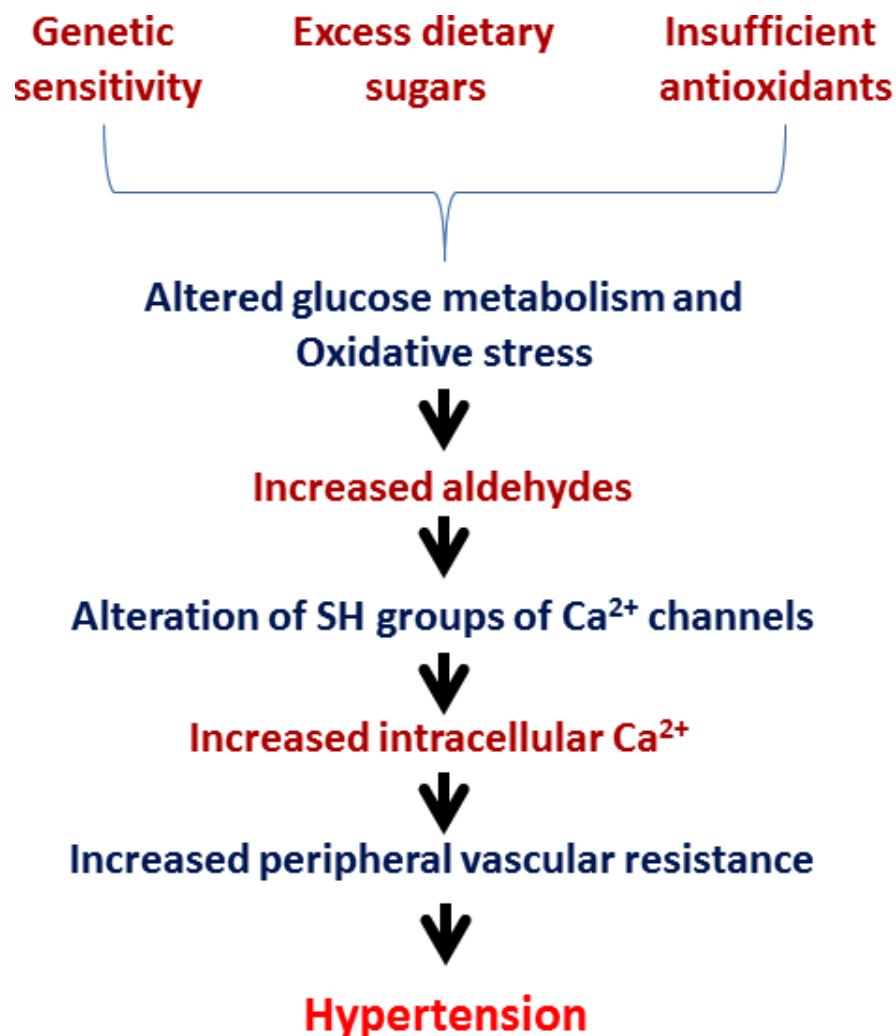 Genetic sensitivity
Excess dietary sugars
Insufficient antioxidants
Altered glucose metabolism and
Oxidative stress
Increased aldehydes
Alteration of SH groups of Ca²⁺ channels
Increased intracellular Ca²⁺
Increased peripheral vascular resistance
Hypertension